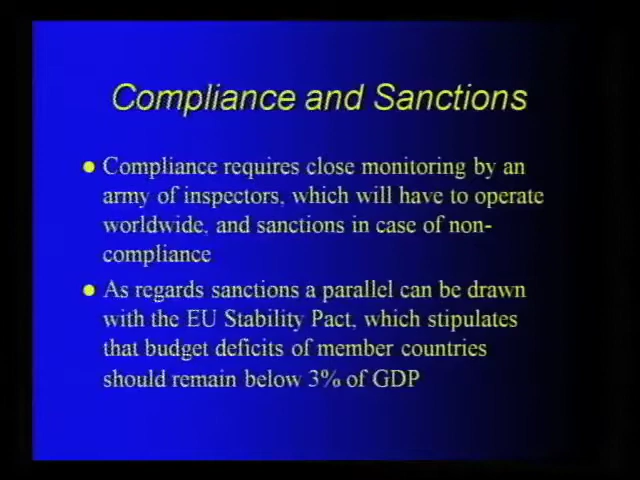 Compliance and Sanctions
Compliance requires close monitoring by an
army of inspectors, which will have to operate
worldwide, and sanctions in case of non-
compliance
As regards sanctions a parallel can be drawn
with the EU Stability Pact, which stipulates
that budget deficits of member countries
should remain below 3% of GDP